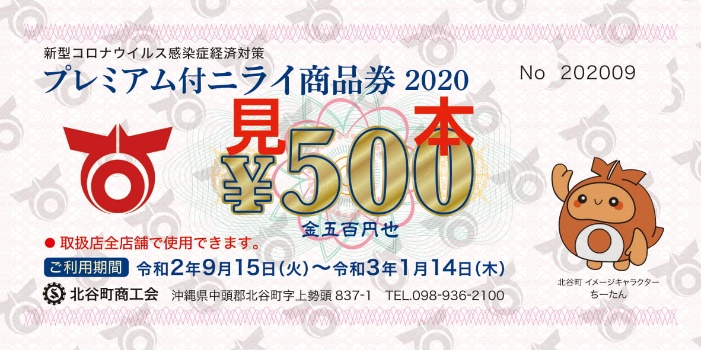 新型コロナウイルス感染症経済対策
プレミアム付ニライ商品券 2020
No 202009
見本
¥500
金五百円也
● 取扱店全店舗で使用できます。
ご利用期間 令和2年9月15日(火)～令和3年1月14日(木)
北谷町商工会 沖縄県中頭郡北谷町字上勢頭 837-1 TEL.098-936-2100
北谷町 イメージキャラクター
ちーたん